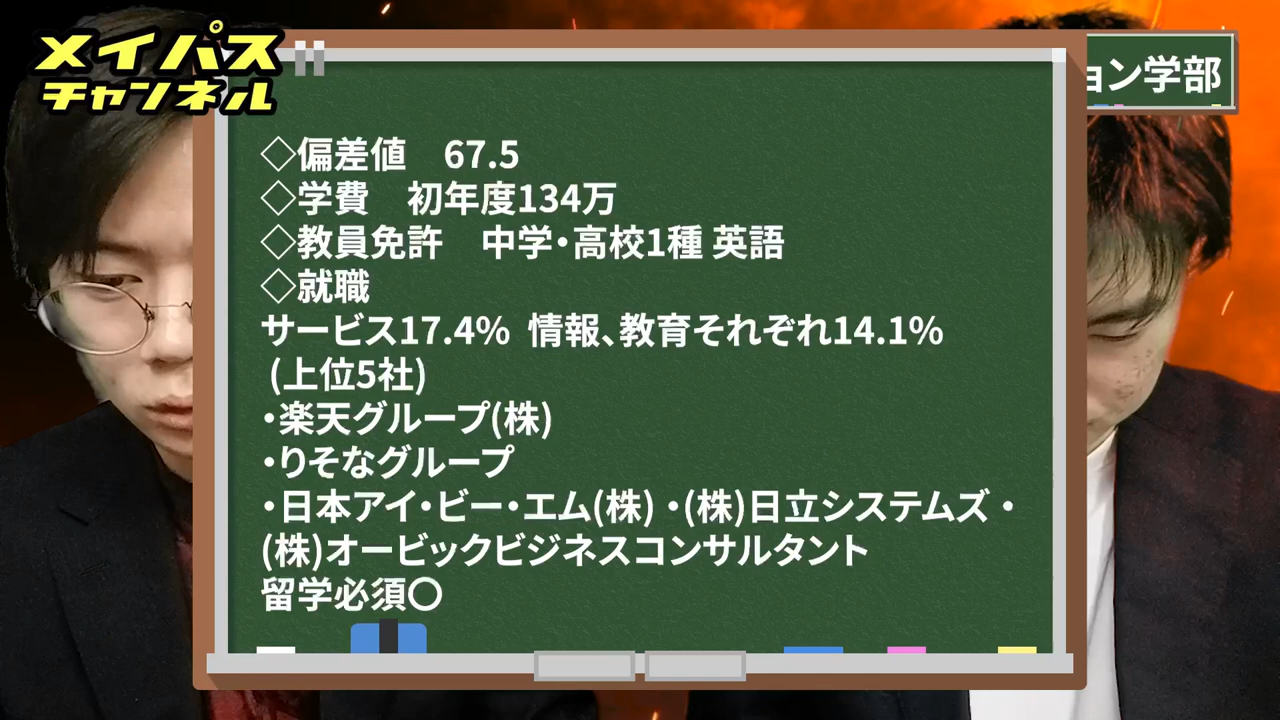 メイパス
チャンネル
ョン学部
◇偏差値　67.5
◇学費　初年度134万
◇教員免許　中学・高校1種 英語
◇就職
サービス17.4%  情報、教育それぞれ14.1%
(上位5社)
・楽天グループ(株)
・りそなグループ
・日本アイ・ビー・エム(株) ・(株)日立システムズ ・
(株)オービックビジネスコンサルタント
留学必須〇